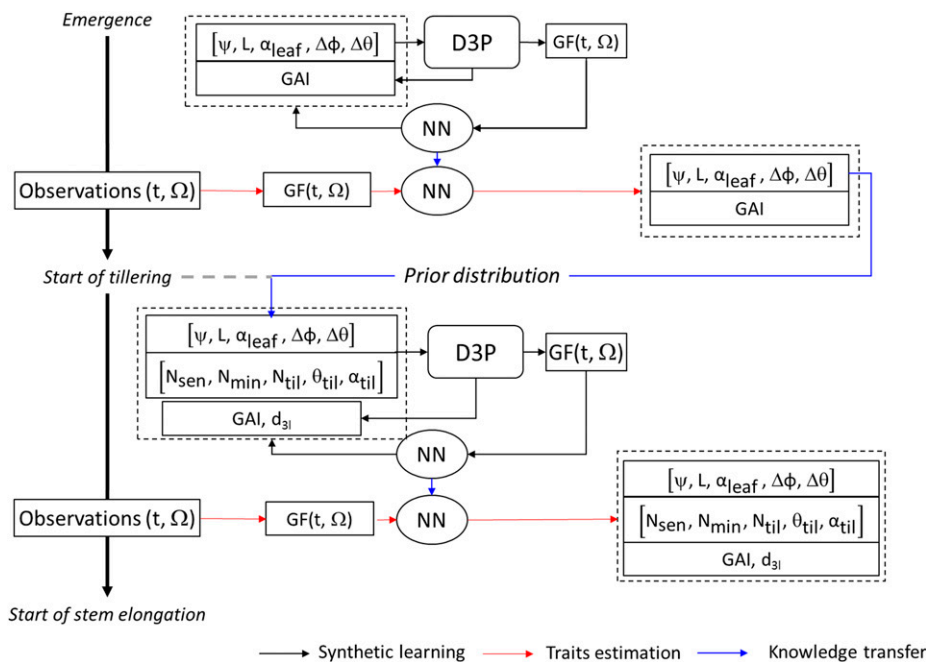 Emergence
[ψ, L, αleaf, Δϕ, Δθ]
GAI
D3P
GF(t, Ω)
NN
Observations (t, Ω)
GF(t, Ω)
NN
[ψ, L, αleaf, Δϕ, Δθ]
GAI
Start of tillering
Prior distribution
[ψ, L, αleaf, Δϕ, Δθ]
[Nsen, Nmin, Ntil, θtil, αtil]
GAI, d3l
D3P
GF(t, Ω)
NN
Observations (t, Ω)
GF(t, Ω)
NN
[ψ, L, αleaf, Δϕ, Δθ]
[Nsen, Nmin, Ntil, θtil, αtil]
GAI, d3l
Start of stem elongation
Synthetic learning
Traits estimation
Knowledge transfer